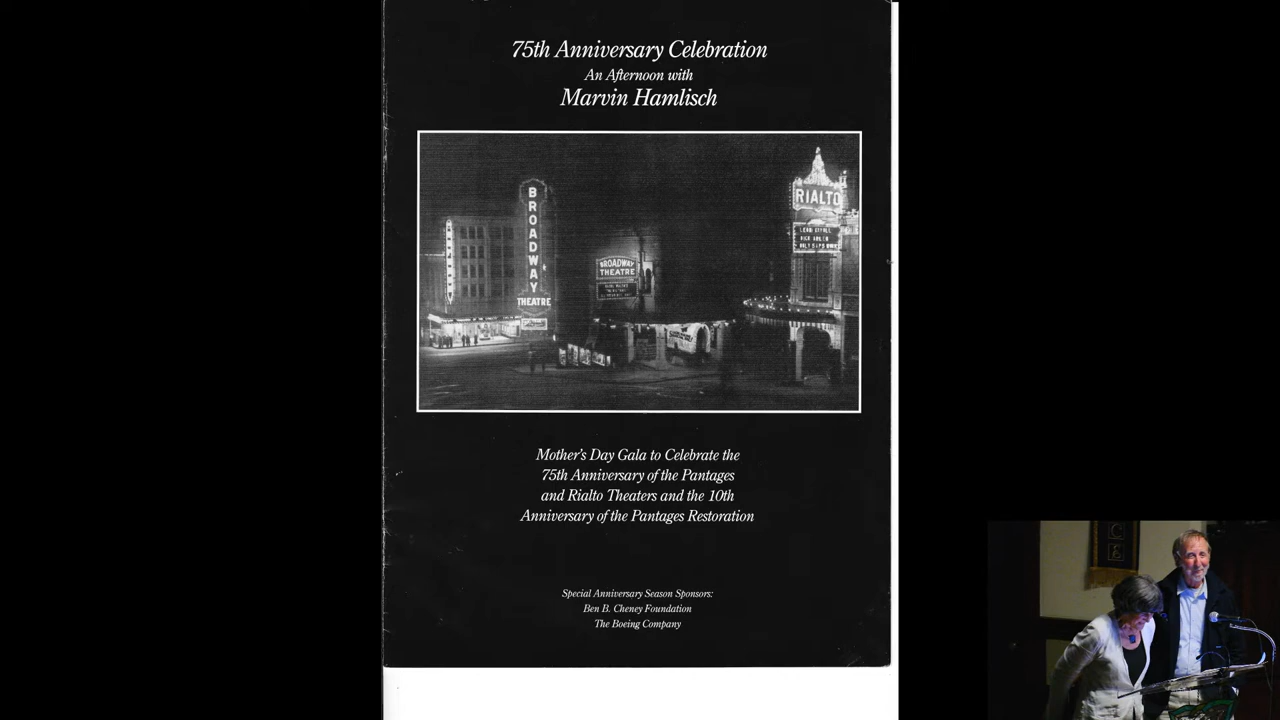 75th Anniversary Celebration
An Afternoon with
Marvin Hamlisch
BROADWAY
THEATRE
BROADWAY
THEATRE
RIALTO
Mother's Day Gala to Celebrate the
75th Anniversary of the Pantages
and Rialto Theaters and the 10th
Anniversary of the Pantages Restoration
Special Anniversary Season Sponsors:
Ben B. Cheney Foundation
The Boeing Company